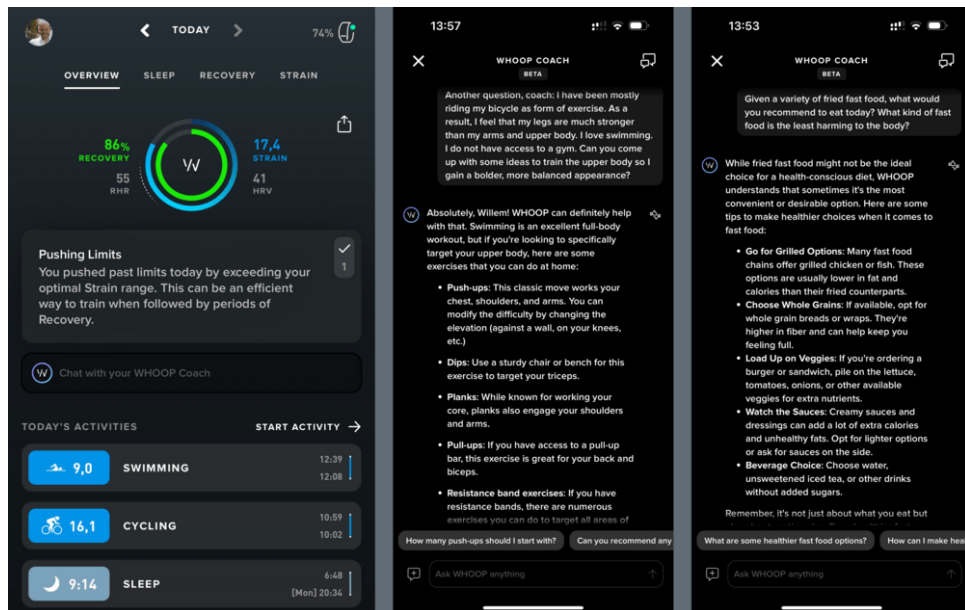 TODAY
74%
OVERVIEW
SLEEP
RECOVERY
STRAIN
86%
RECOVERY
17,4
STRAIN
55
RHR
41
HRV
W
Pushing Limits
You pushed past limits today by exceeding your
optimal Strain range. This can be an efficient
way to train when followed by periods of
Recovery.
1
W
Chat with your WHOOP Coach
TODAY'S ACTIVITIES
START ACTIVITY →
9,0
SWIMMING
12:39
12:08
16,1
CYCLING
10:59
10:02
9:14
SLEEP
6:48
[Mon] 20:34
13:57
WHOOP COACH
BETA
Another question, coach: i have been mostly
riding my bicycle as form of exercise. As a
result, I feel that my legs are much stronger
than my arms and upper body. I love swimming.
I do not have access to a gym. Can you come
up with some ideas to train the upper body so I
gain a bolder, more balanced appearance?
W
Absolutely, Willem! WHOOP can definitely help
with that. Swimming is an excellent full-body
workout, but if you're looking to specifically
target your upper body, here are some
exercises that you can do at home:
• Push-ups: This classic move works your
chest, shoulders, and arms. You can
modify the difficulty by changing the
elevation (against a wall, on your knees,
etc.)
• Dips: Use a sturdy chair or bench for this
exercise to target your triceps.
• Planks: While known for working your
core, planks also engage your shoulders
and arms.
• Pull-ups: If you have access to a pull-up
bar, this exercise is great for your back and
biceps.
• Resistance band exercises: If you have
resistance bands, there are numerous
exercises you can do to target all areas of
How many push-ups should I start with?
Can you recommend any
Ask WHOOP anything
13:53
WHOOP COACH
BETA
Given a variety of fried fast food, what would
you recommend to eat today? What kind of fast
food is the least harming to the body?
W
While fried fast food might not be the ideal
choice for a health-conscious diet, WHOOP
understands that sometimes it's the most
convenient or desirable option. Here are some
tips to make healthier choices when it comes to
fast food:
• Go for Grilled Options: Many fast food
chains offer grilled chicken or fish. These
options are usually lower in fat and
calories than their fried counterparts.
• Choose Whole Grains: If available, opt for
whole grain breads or wraps. They're
higher in fiber and can help keep you
feeling full.
• Load Up on Veggies: If you're ordering a
burger or sandwich, pile on the lettuce,
tomatoes, onions, or other available
veggies for extra nutrients.
• Watch the Sauces: Creamy sauces and
dressings can add a lot of extra calories
and unhealthy fats. Opt for lighter options
or ask for sauces on the side.
• Beverage Choice: Choose water,
unsweetened iced tea, or other drinks
without added sugars.
Remember, it's not just about what you eat but
What are some healthier fast food options?
How can I make heal
Ask WHOOP anything